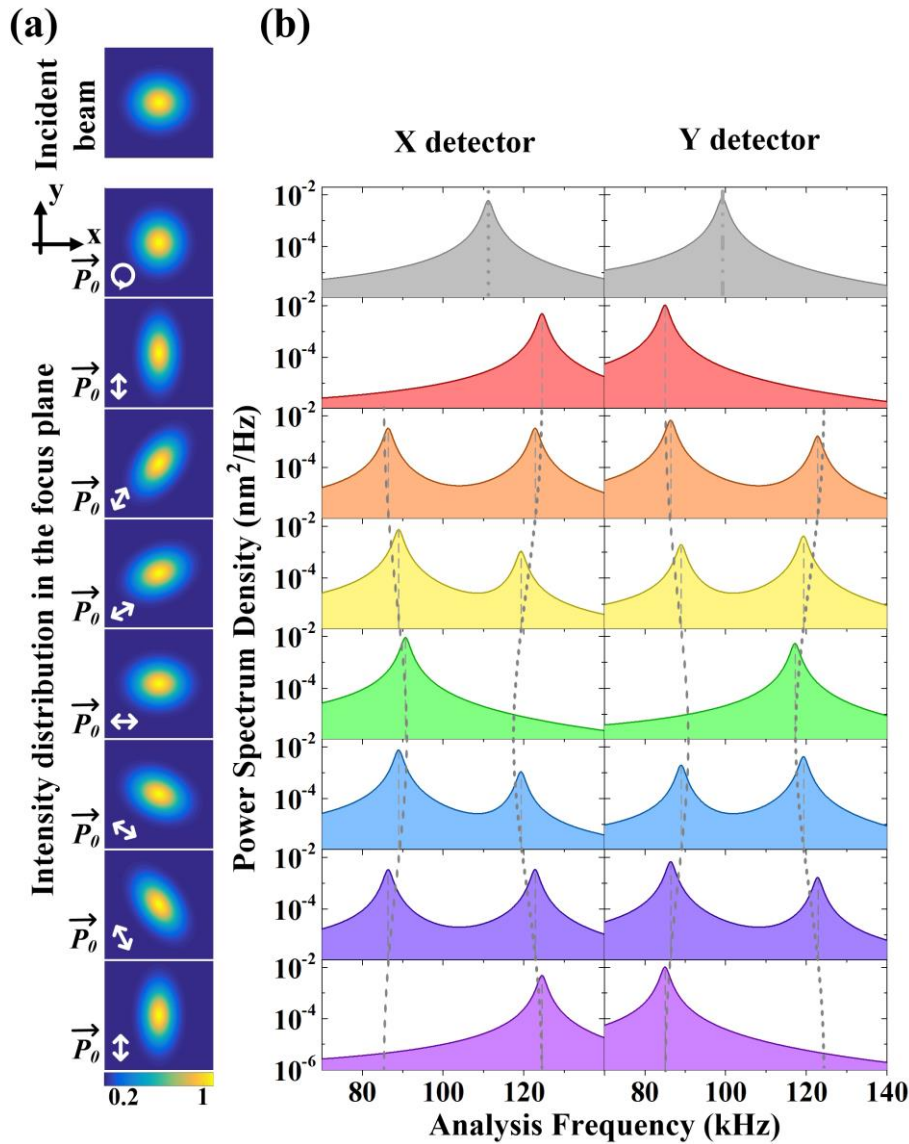 (a)
(b)
Incident
beam
X detector
Y detector
y
x
Intensity distribution in the focus plane
P₀
P₀
P₀
P₀
P₀
P₀
P₀
P₀
0.2
1
Power Spectrum Density (nm²/Hz)
10⁻²
10⁻⁴
10⁻²
10⁻⁴
10⁻²
10⁻⁴
10⁻²
10⁻⁴
10⁻²
10⁻⁴
10⁻²
10⁻⁴
10⁻²
10⁻⁴
10⁻²
10⁻⁴
10⁻⁶
80
100
120
80
100
120
140
Analysis Frequency (kHz)